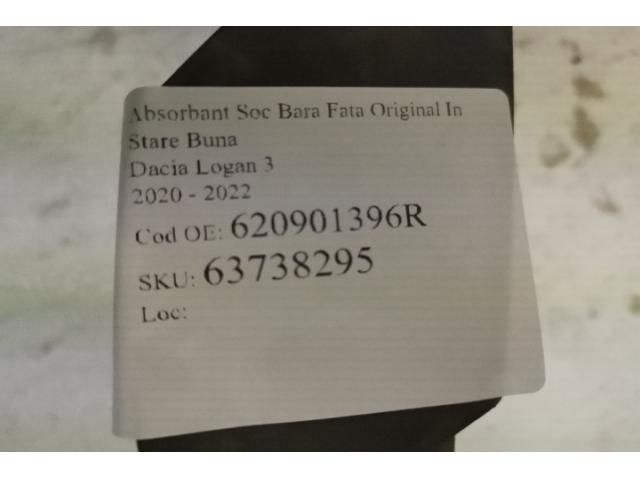 Absorbant Soc Bara Fata Original In
Stare Buna
Dacia Logan 3
2020 - 2022
Cod OE: 620901396R
SKU: 63738295
Loc: